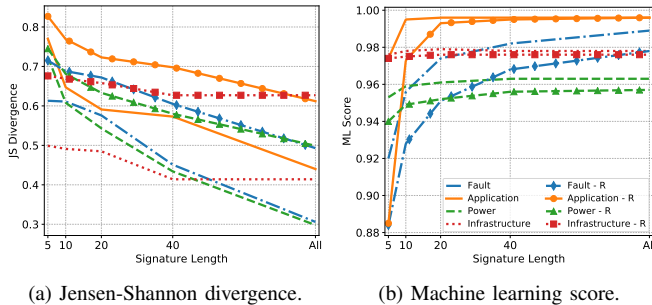 0.8
0.7
0.6
0.5
0.4
0.3
JS Divergence
5 10 20 40 All
Signature Length
(a) Jensen-Shannon divergence.
1.00
0.98
0.96
0.94
0.92
0.90
0.88
ML Score
Fault
Application
Power
Infrastructure
Fault - R
Application - R
Power - R
Infrastructure - R
5 10 20 40 All
Signature Length
(b) Machine learning score.